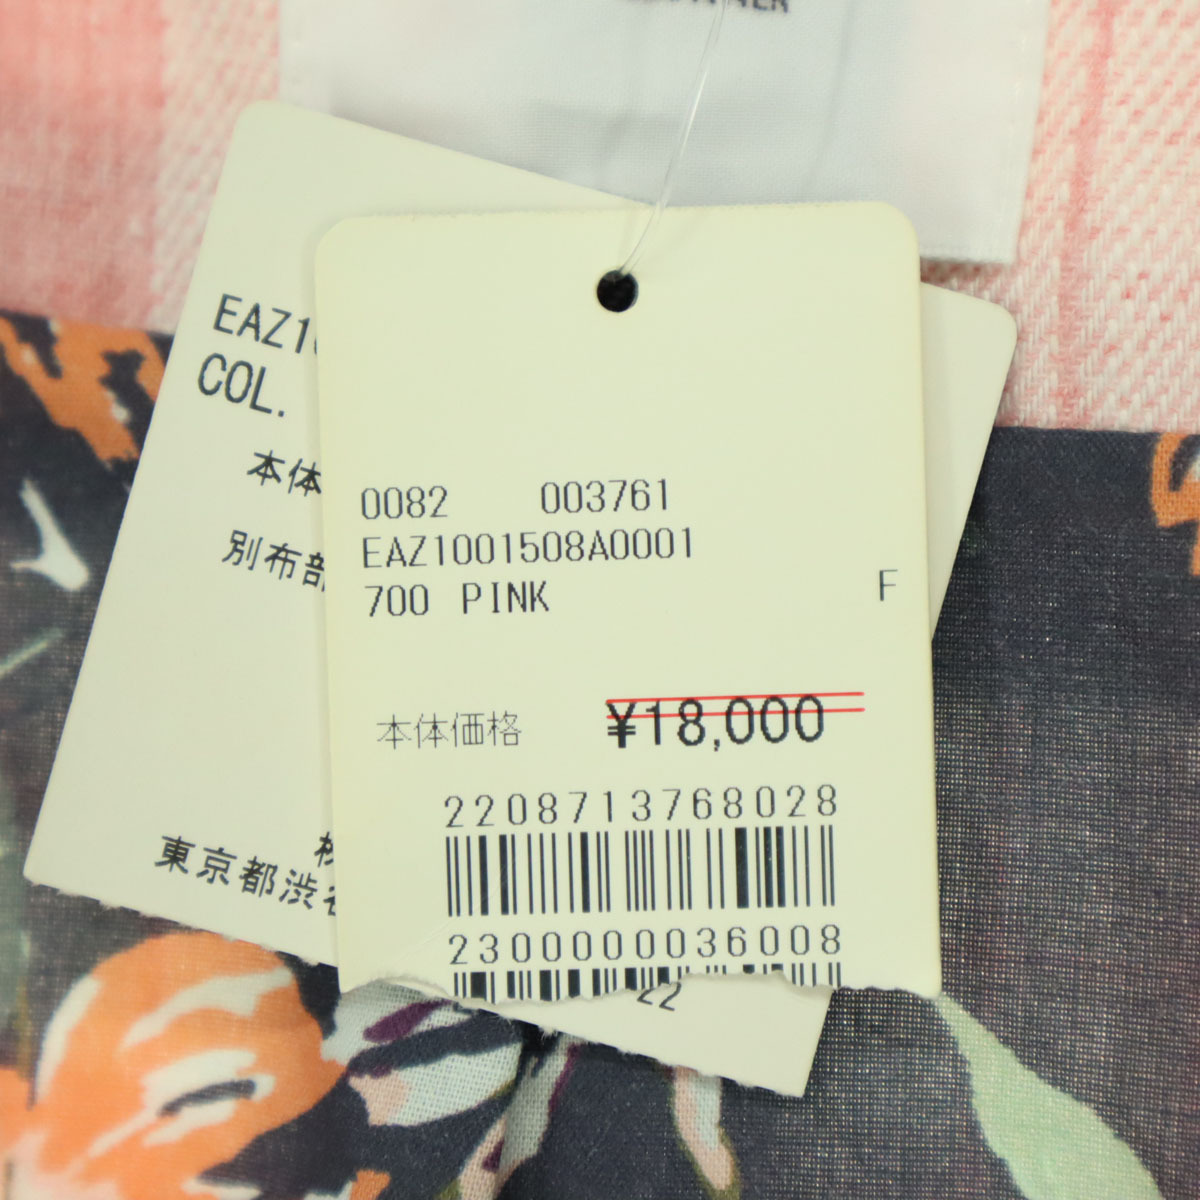 EAZ1
COL.
本体
別布部
東京都渋谷
0082 003761
EAZ1001508A0001
700 PINK F
本体価格 ¥18,000
2208713768028
2300000036008
22